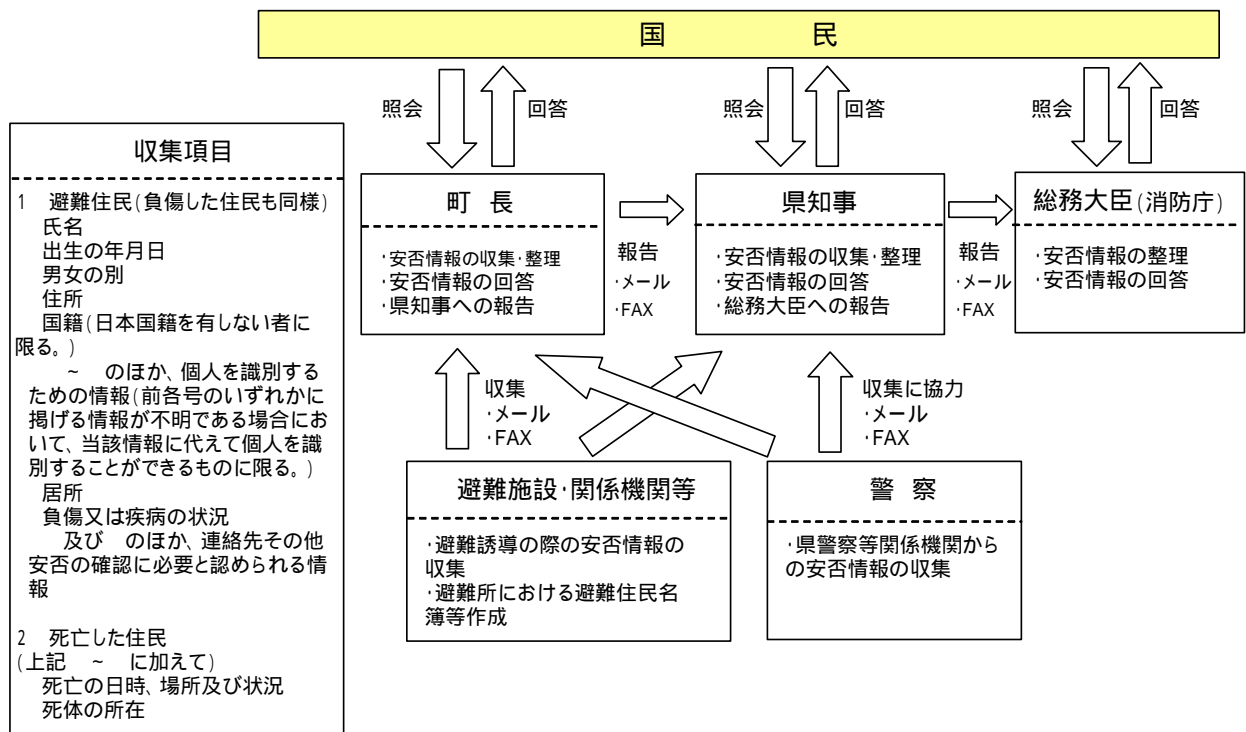 国 民
照会
回答
照会
回答
照会
回答
収集項目
1 避難住民(負傷した住民も同様)
氏名
出生の年月日
男女の別
住所
国籍(日本国籍を有しない者に
限る。)
~ のほか、個人を識別する
ための情報(前各号のいずれかに
掲げる情報が不明である場合にお
いて、当該情報に代えて個人を識
別することができるものに限る。)
居所
負傷又は疾病の状況
及び のほか、連絡先その他
安否の確認に必要と認められる情
報
2 死亡した住民
(上記 ~ に加えて)
死亡の日時、場所及び状況
死体の所在
町 長
・安否情報の収集・整理
・安否情報の回答
・県知事への報告
報告
・メール
・FAX
県知事
・安否情報の収集・整理
・安否情報の回答
・総務大臣への報告
報告
・メール
・FAX
総務大臣(消防庁)
・安否情報の整理
・安否情報の回答
収集
・メール
・FAX
収集に協力
・メール
・FAX
避難施設・関係機関等
・避難誘導の際の安否情報の
収集
・避難所における避難住民名
簿等作成
警 察
・県警察等関係機関から
の安否情報の収集